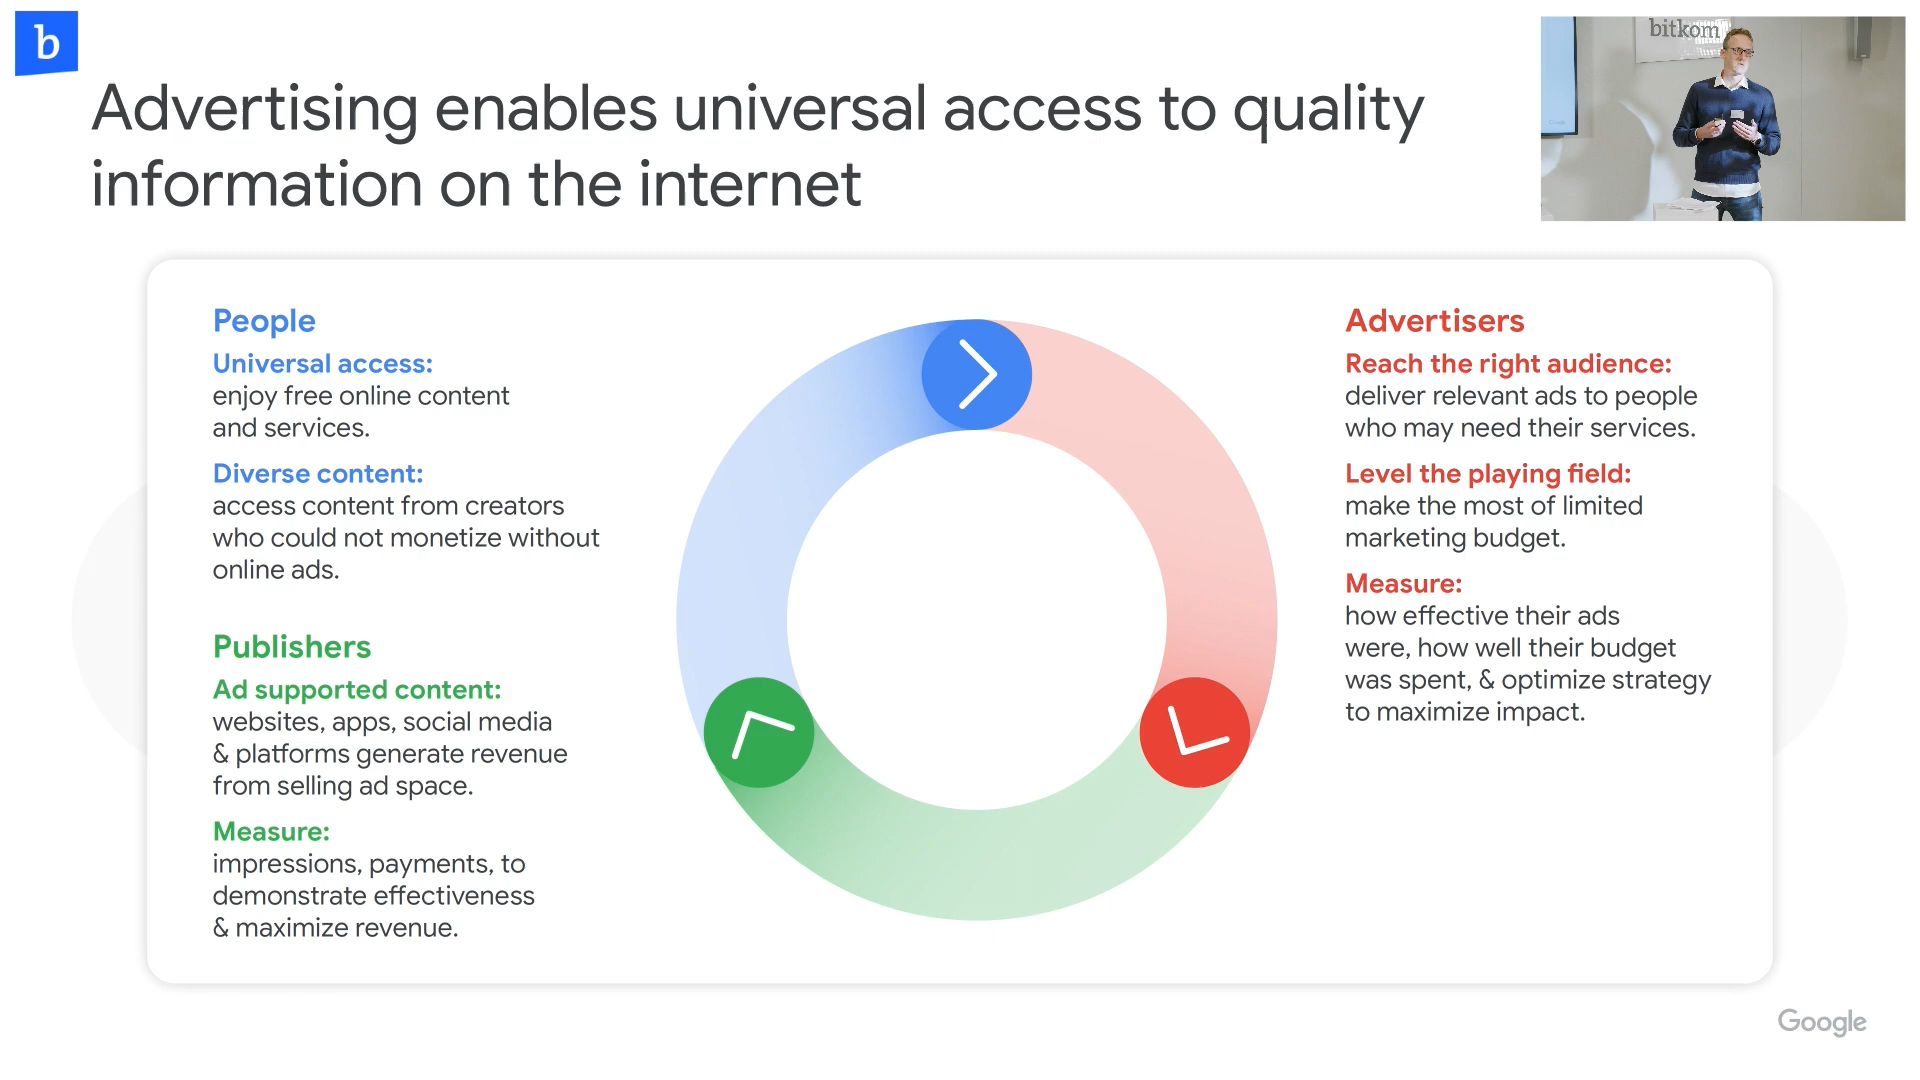 b
bitkom
Advertising enables universal access to quality
information on the internet
People
Universal access:
enjoy free online content
and services.
Diverse content:
access content from creators
who could not monetize without
online ads.
Publishers
Ad supported content:
websites, apps, social media
& platforms generate revenue
from selling ad space.
Measure:
impressions, payments, to
demonstrate effectiveness
& maximize revenue.
Advertisers
Reach the right audience:
deliver relevant ads to people
who may need their services.
Level the playing field:
make the most of limited
marketing budget.
Measure:
how effective their ads
were, how well their budget
was spent, & optimize strategy
to maximize impact.
Google